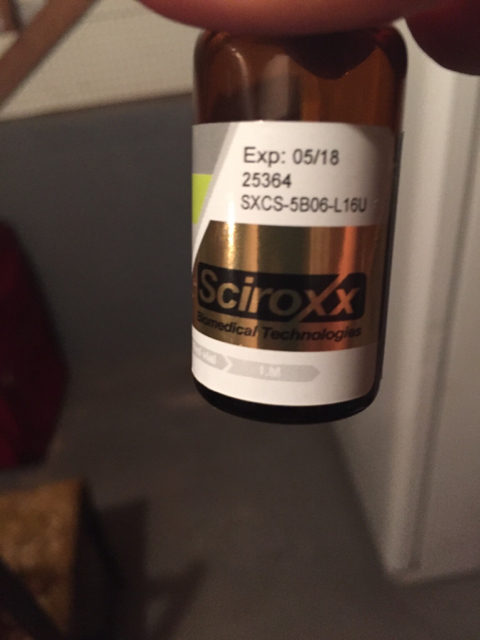 Exp: 05/18
25364
SXCS-5B06-L16U
Sciroxx
Biomedical Technologies
I.M